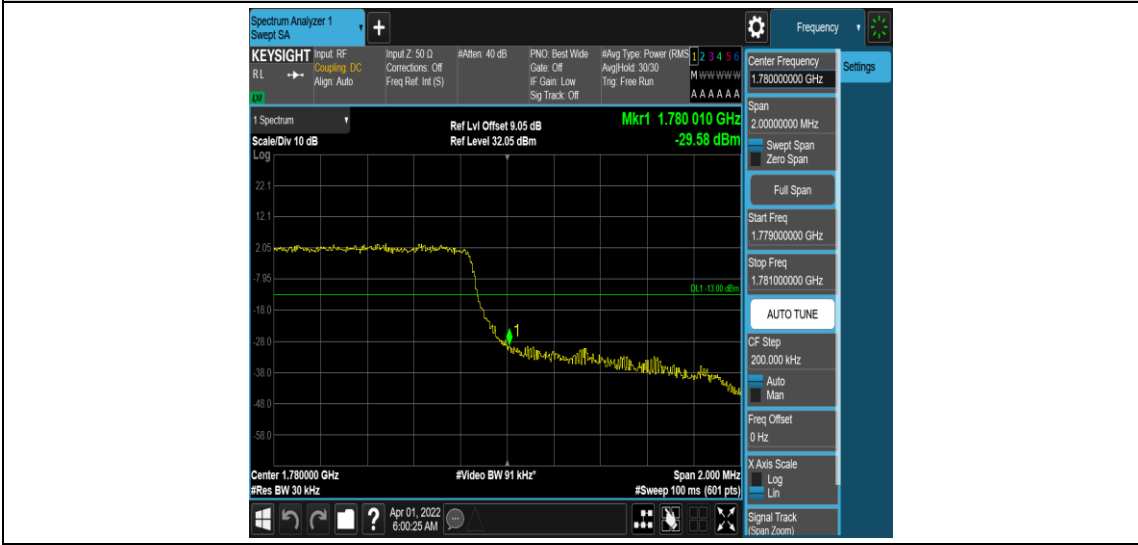 Spectrum Analyzer 1
Swept SA
+
Frequency
KEYSIGHT
RL
LNI
Input: RF
Coupling: DC
Align: Auto
Input Z: 50 Ω
Corrections: Off
Freq Ref: Int (S)
#Atten: 40 dB
PNO: Best Wide
Gate: Off
IF Gain: Low
Sig Track: Off
#Avg Type: Power (RMS
Avg|Hold: 30/30
Trig: Free Run
1 2 3 4 5 6
M W W W W W
A A A A A A
1 Spectrum
Scale/Div 10 dB
Log
Ref Lvl Offset 9.05 dB
Ref Level 32.05 dBm
Mkr1 1.780 010 GHz
-29.58 dBm
22.1
12.1
2.05
-7.95
-18.0
-28.0
-38.0
-48.0
-58.0
DL1 -13.00 dBm
1
Center 1.780000 GHz
#Res BW 30 kHz
#Video BW 91 kHz*
Span 2.000 MHz
#Sweep 100 ms (601 pts)
Apr 01, 2022
6:00:25 AM
?
Center Frequency
1.780000000 GHz
Settings
Span
2.00000000 MHz
Swept Span
Zero Span
Full Span
Start Freq
1.779000000 GHz
Stop Freq
1.781000000 GHz
AUTO TUNE
CF Step
200.000 kHz
Auto
Man
Freq Offset
0 Hz
X Axis Scale
Log
Lin
Signal Track
(Span Zoom)